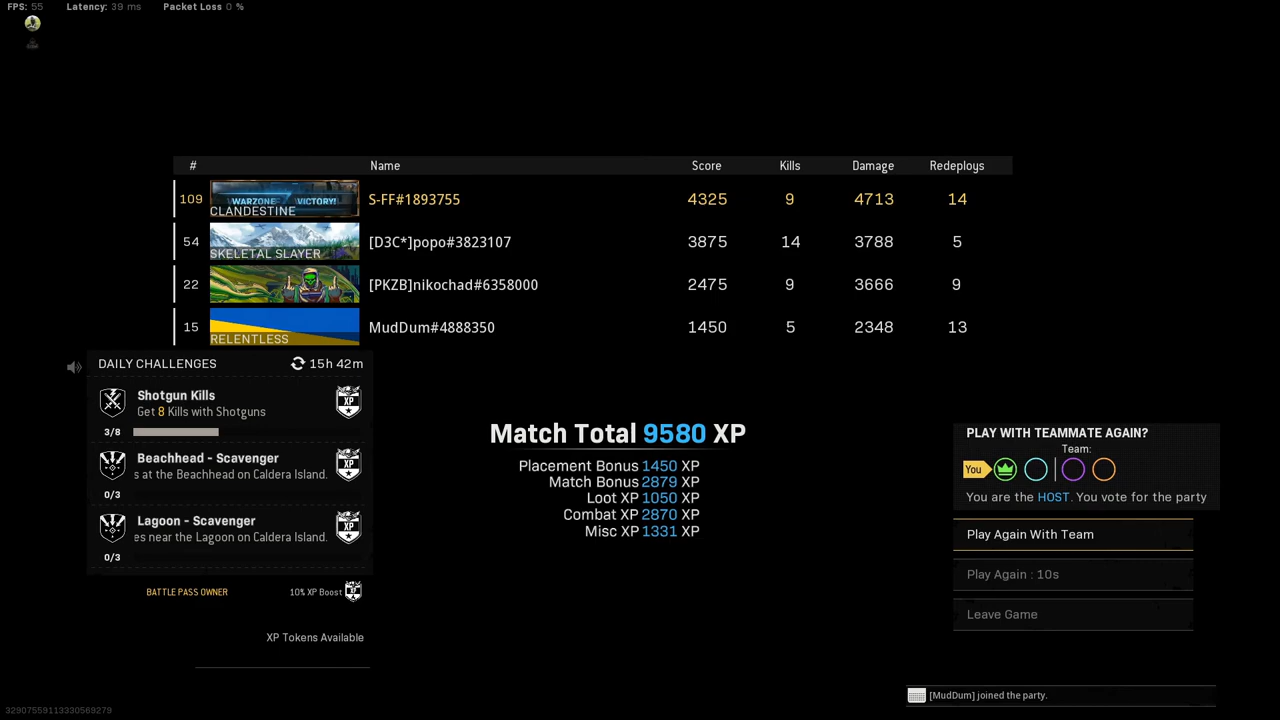 FPS: 55 Latency: 39 ms Packet Loss 0 %
# Name Score Kills Damage Redeploys
109 WARZONE VICTORY! CLANDESTINE S-FF#1893755 4325 9 4713 14
54 SKELETAL SLAYER [D3C*]popo#3823107 3875 14 3788 5
22 [PKZB]nikochad#6358000 2475 9 3666 9
15 RELENTLESS MudDum#4888350 1450 5 2348 13
DAILY CHALLENGES 15h 42m
Shotgun Kills
Get 8 Kills with Shotguns
XP
3/8
Beachhead - Scavenger
s at the Beachhead on Caldera Island.
XP
0/3
Lagoon - Scavenger
es near the Lagoon on Caldera Island.
XP
0/3
BATTLE PASS OWNER 10% XP Boost
XP Tokens Available
Match Total 9580 XP
Placement Bonus 1450 XP
Match Bonus 2879 XP
Loot XP 1050 XP
Combat XP 2870 XP
Misc XP 1331 XP
PLAY WITH TEAMMATE AGAIN?
Team:
You
You are the HOST. You vote for the party
Play Again With Team
Play Again : 10s
Leave Game
[MudDum] joined the party.
32907559113330569279